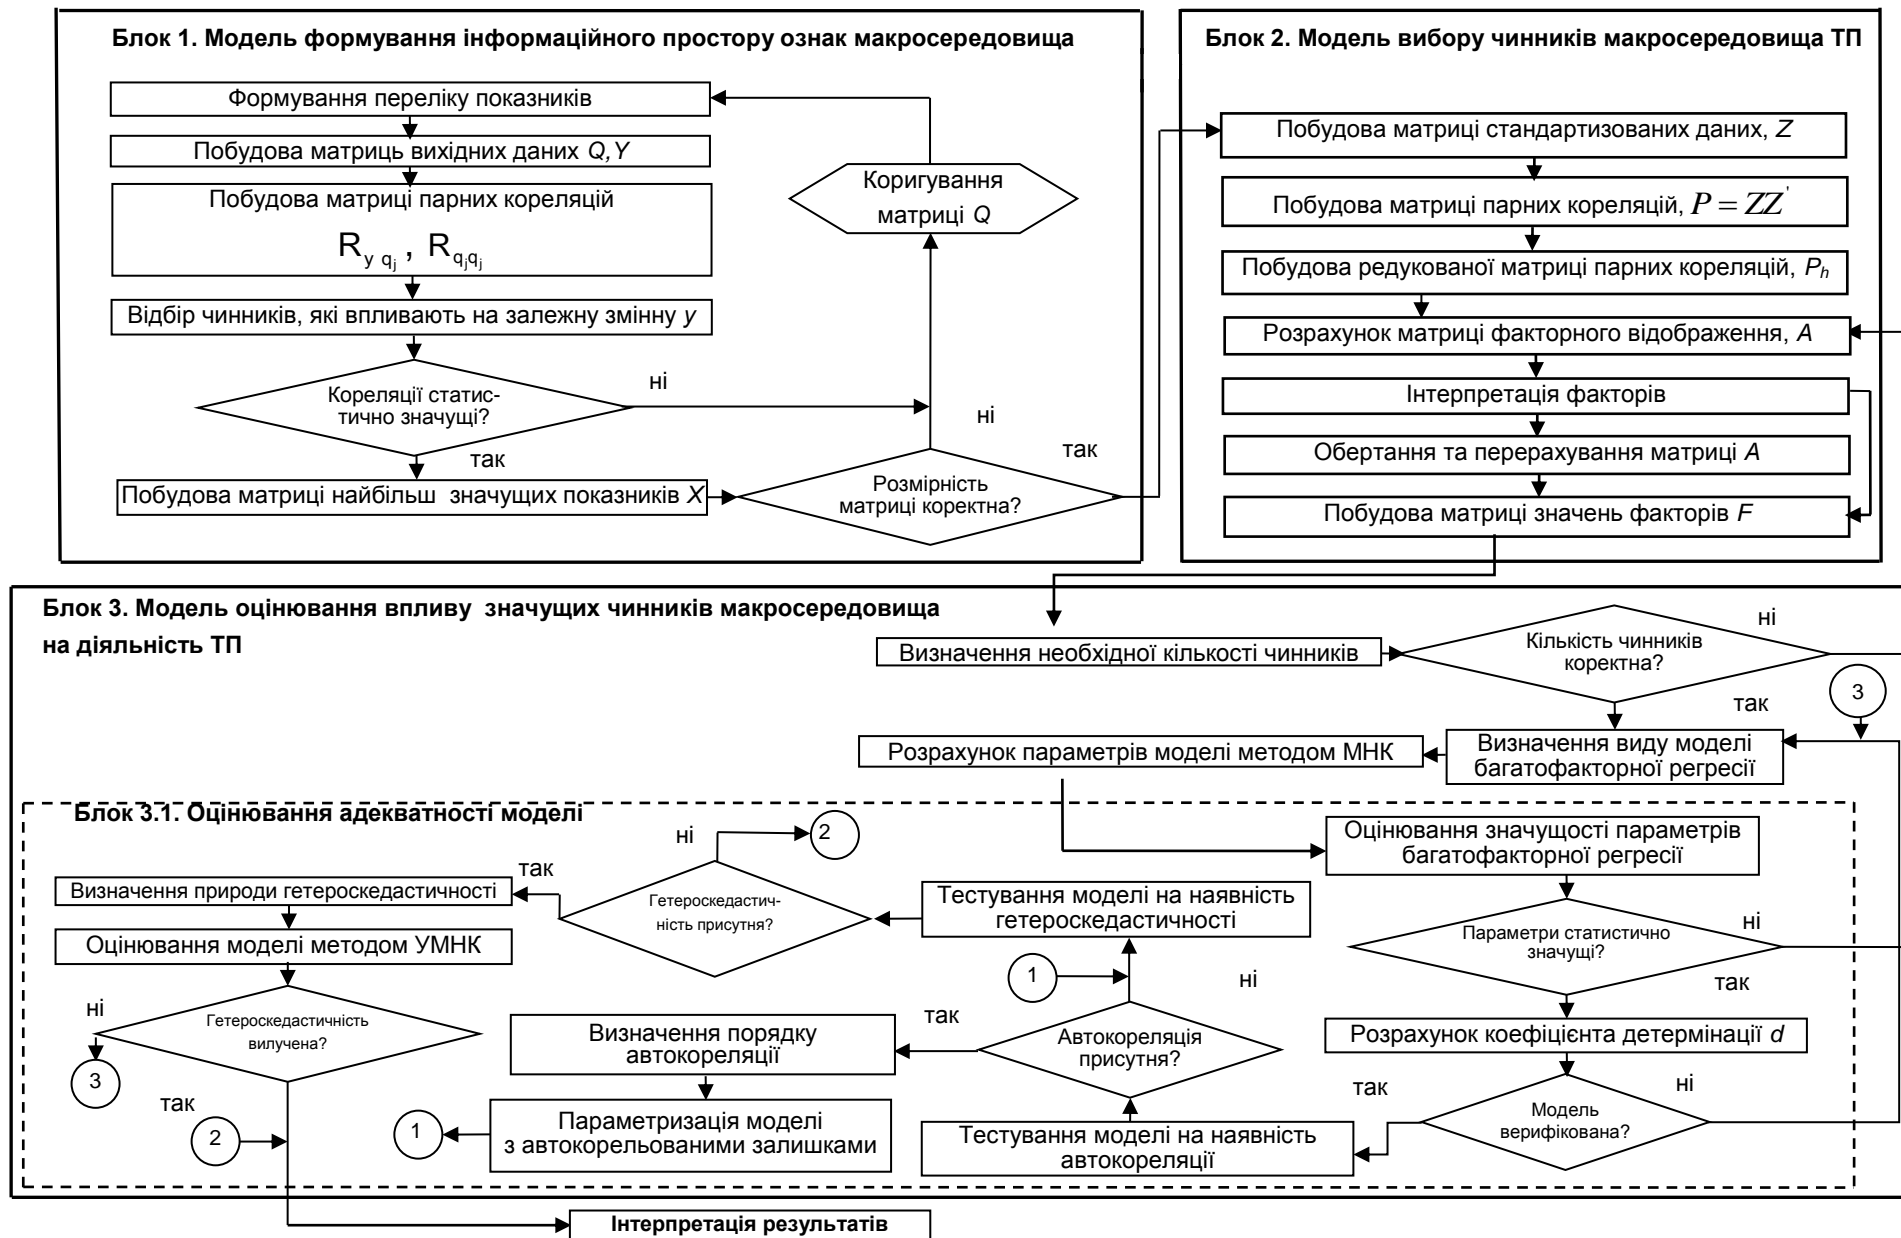 Блок 1. Модель формування інформаційного простору ознак макросередовища
Формування переліку показників
Побудова матриць вихідних даних Q,Y
Побудова матриці парних кореляцій
R y qj , R qjqj
Відбір чинників, які впливають на залежну змінну y
Кореляції статис-
тично значущі?
ні
так
Побудова матриці найбільш значущих показників X
Коригування
матриці Q
ні
так
Розмірність
матриці коректна?
Блок 2. Модель вибору чинників макросередовища ТП
Побудова матриці стандартизованих даних, Z
Побудова матриці парних кореляцій, P = ZZ'
Побудова редукованої матриці парних кореляцій, Ph
Розрахунок матриці факторного відображення, A
Інтерпретація факторів
Обертання та перерахування матриці A
Побудова матриці значень факторів F
Блок 3. Модель оцінювання впливу значущих чинників макросередовища
на діяльність ТП
Визначення необхідної кількості чинників
Кількість чинників
коректна?
ні
так
3
Визначення виду моделі
багатофакторної регресії
Розрахунок параметрів моделі методом МНК
Блок 3.1. Оцінювання адекватності моделі
Оцінювання значущості параметрів
багатофакторної регресії
Параметри статистично
значущі?
ні
так
Розрахунок коефіцієнта детермінації d
Модель
верифікована?
так
ні
Тестування моделі на наявність
автокореляції
Автокореляція
присутня?
ні
так
1
Визначення порядку
автокореляції
Параметризація моделі
з автокорельованими залишками
1
Тестування моделі на наявність
гетероскедастичності
Гетероскедастич-
ність присутня?
ні
2
так
Визначення природи гетероскедастичності
Оцінювання моделі методом УМНК
Гетероскедастичність
вилучена?
ні
3
так
2
Інтерпретація результатів